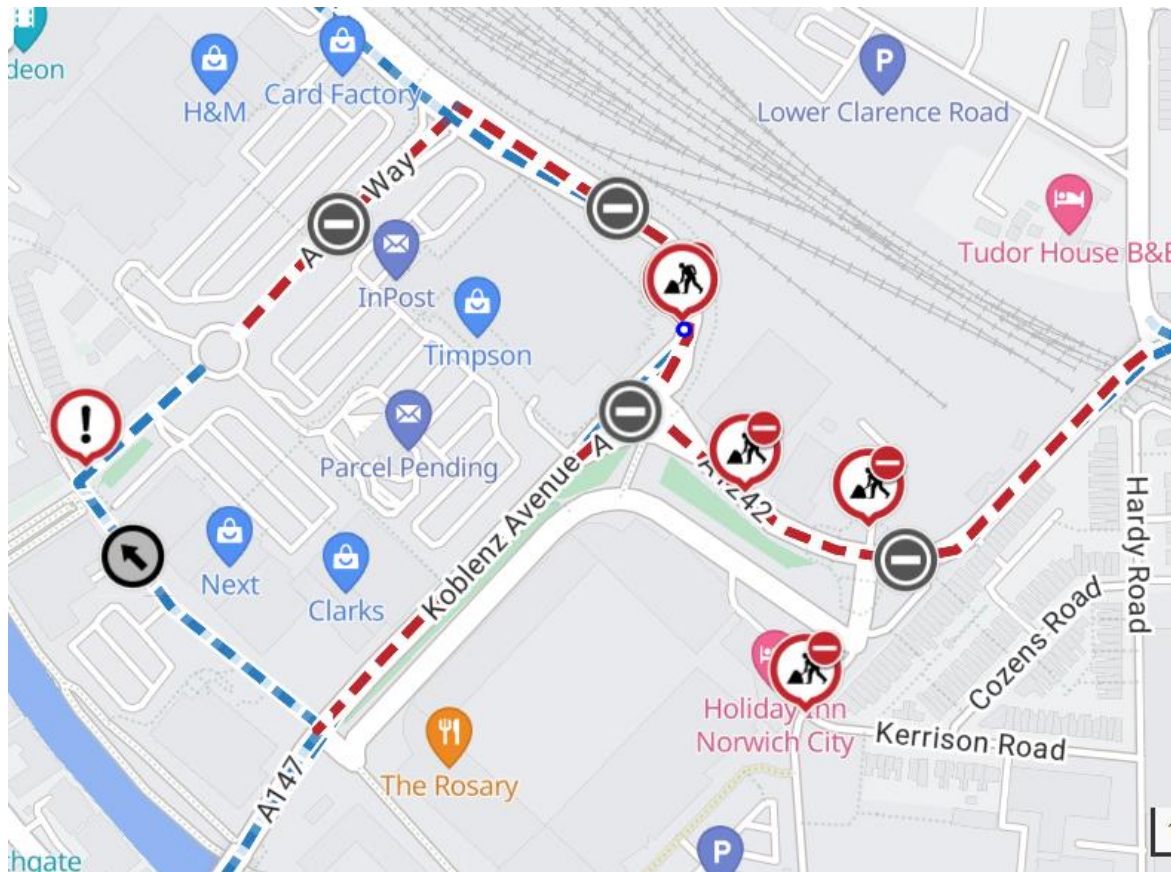 deon
H&M
Card Factory
Lower Clarence Road
Way
A
Tudor House B&B
InPost
Timpson
Parcel Pending
Koblenz Avenue A
A1242
Next
Clarks
Hardy Road
Cozens Road
Holiday Inn
Norwich City
Kerrison Road
The Rosary
A147
hgate